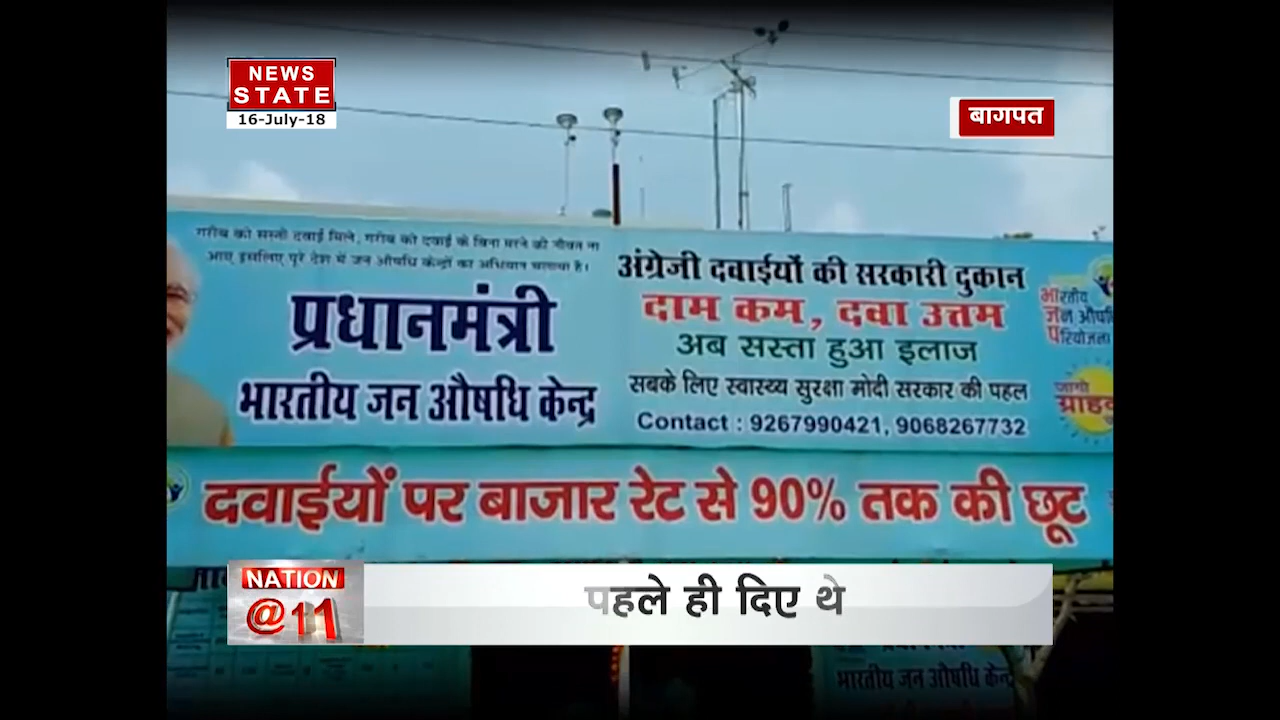 NEWS
STATE
16-July-18
बागपत
गरीब को सस्ती दवाई मिले, गरीब को दवाई के बिना मरने की नौबत ना
आए इसलिए पूरे देश में जन औषधि केन्द्रों का अभियान चलाया है।
प्रधानमंत्री
भारतीय जन औषधि केन्द्र
अंग्रेजी दवाईयों की सरकारी दुकान
दाम कम, दवा उत्तम
अब सस्ता हुआ इलाज
सबके लिए स्वास्थ्य सुरक्षा मोदी सरकार की पहल
Contact : 9267990421, 9068267732
भारतीय
जन औषधि
परियोजना
जागो
ग्राहक
दवाईयों पर बाजार रेट से 90% तक की छूट
NATION
@11
पहले ही दिए थे
भारतीय जन औषधि केन्द्र